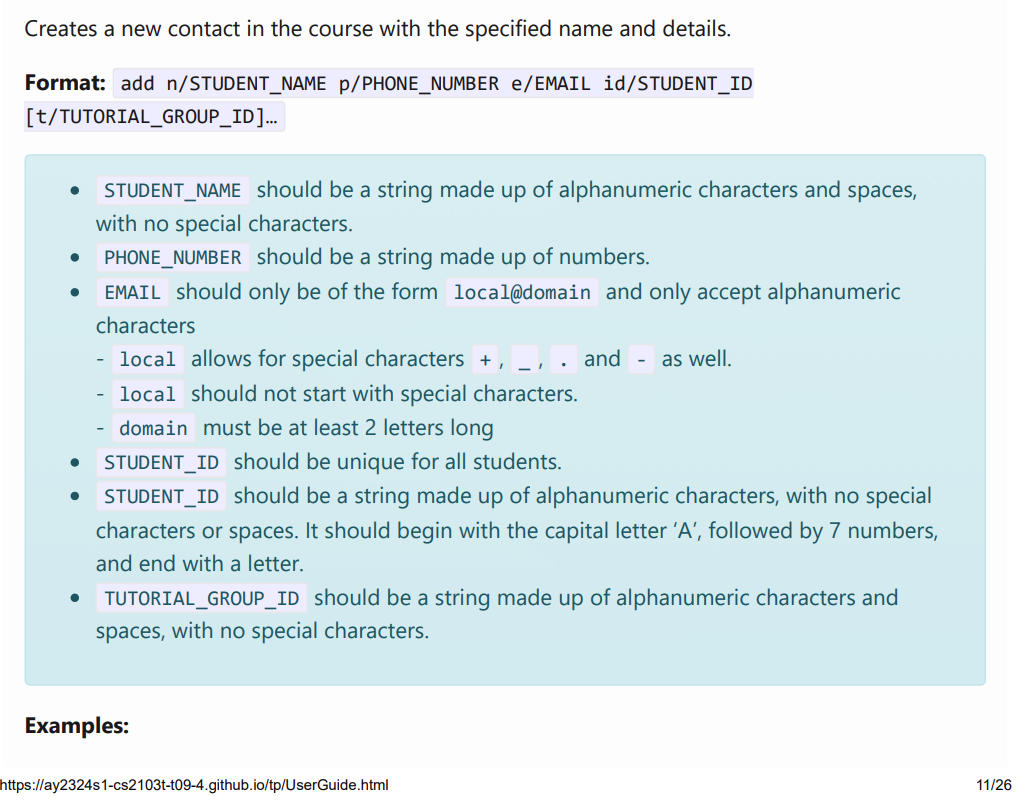 Creates a new contact in the course with the specified name and details.
Format: add n/STUDENT_NAME p/PHONE_NUMBER e/EMAIL id/STUDENT_ID
[t/TUTORIAL_GROUP_ID]…
• STUDENT_NAME should be a string made up of alphanumeric characters and spaces,
with no special characters.
• PHONE_NUMBER should be a string made up of numbers.
• EMAIL should only be of the form local@domain and only accept alphanumeric
characters
- local allows for special characters + , _ , . and - as well.
- local should not start with special characters.
- domain must be at least 2 letters long
• STUDENT_ID should be unique for all students.
• STUDENT_ID should be a string made up of alphanumeric characters, with no special
characters or spaces. It should begin with the capital letter ‘A’, followed by 7 numbers,
and end with a letter.
• TUTORIAL_GROUP_ID should be a string made up of alphanumeric characters and
spaces, with no special characters.
Examples:
https://ay2324s1-cs2103t-t09-4.github.io/tp/UserGuide.html 11/26